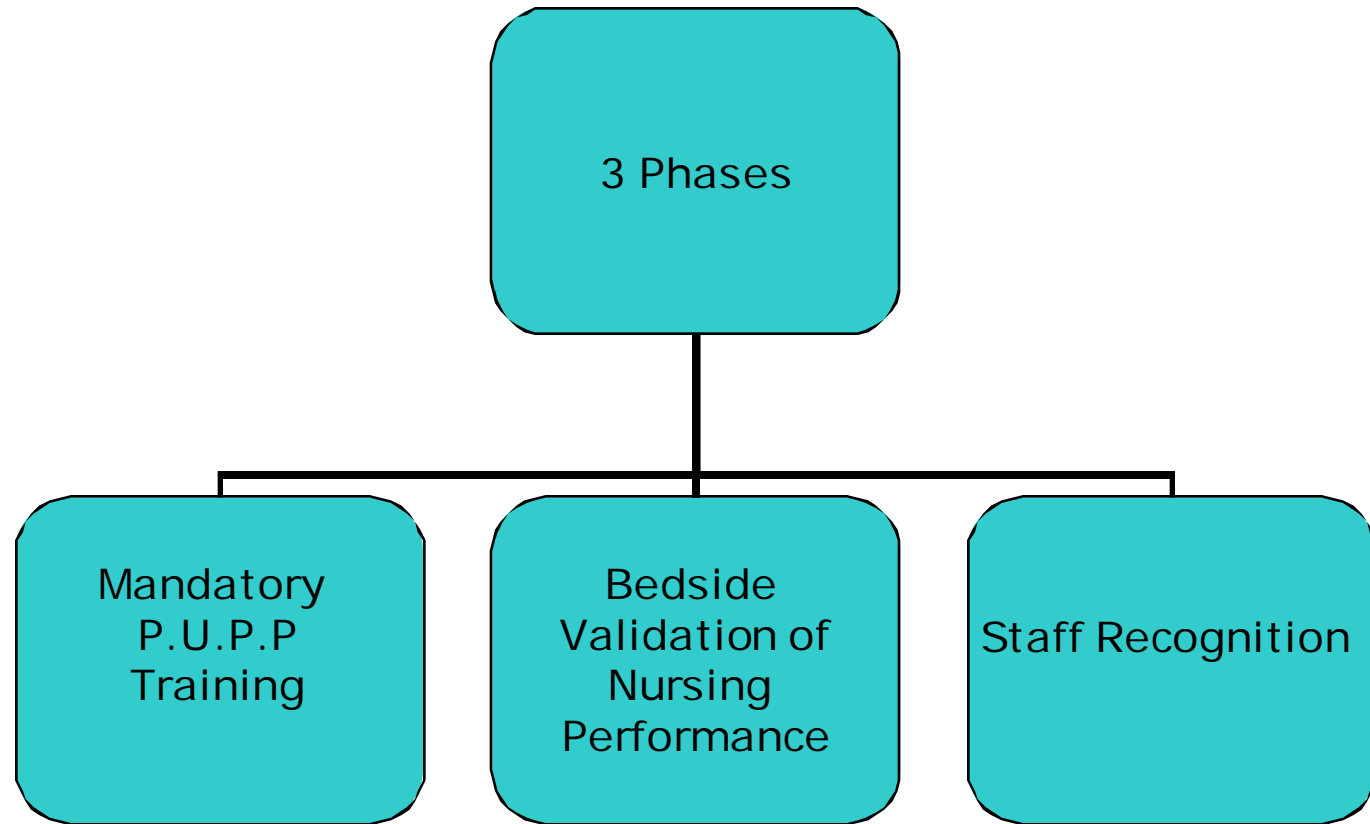 3 Phases
Mandatory
P.U.P.P
Training
Bedside
Validation of
Nursing
Performance
Staff Recognition